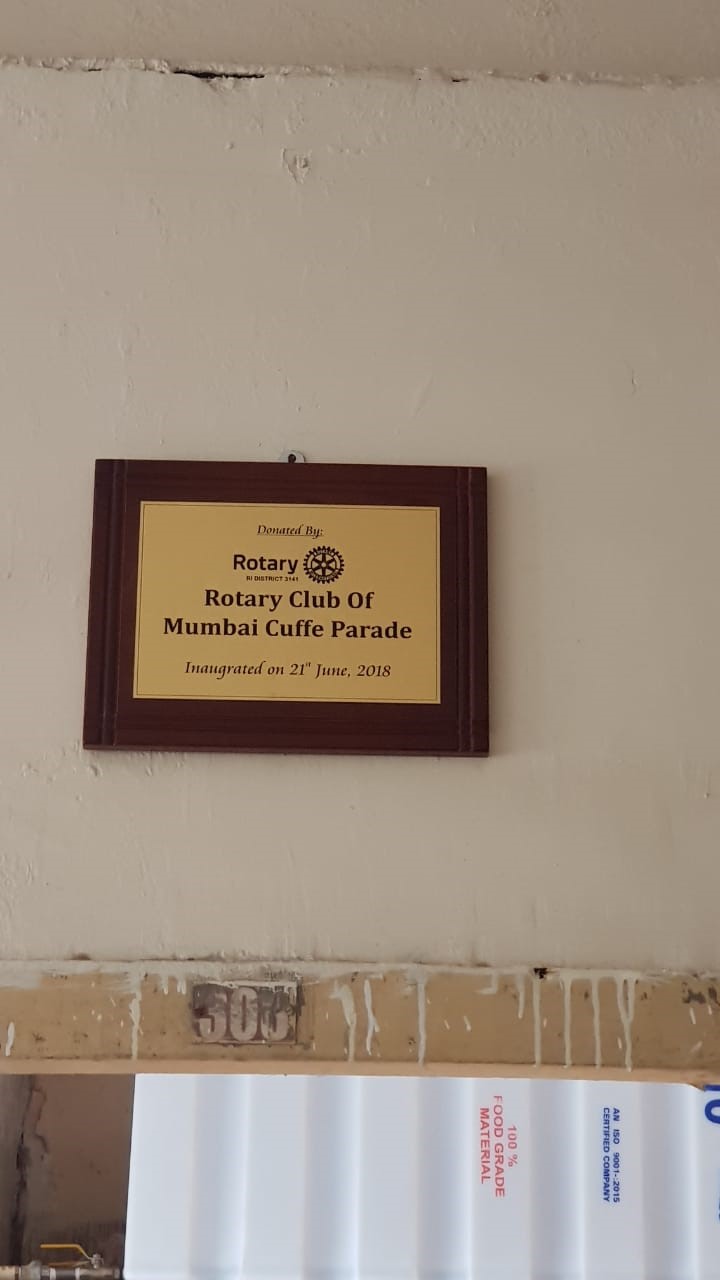 Donated By:
Rotary
RI DISTRICT 3141
Rotary Club Of
Mumbai Cuffe Parade
Inaugrated on 21st June, 2018
303
100 %
FOOD GRADE
MATERIAL
AN ISO 9001-:2015
CERTIFIED COMPANY